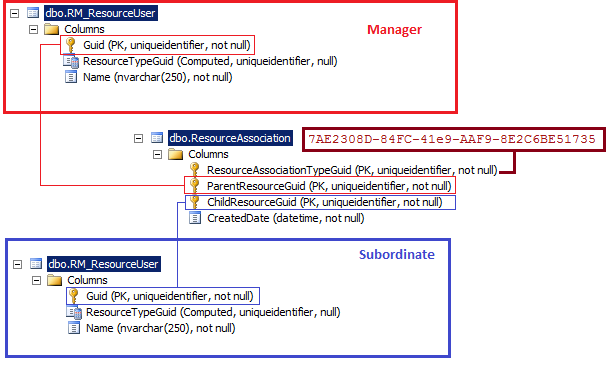 dbo.RM_ResourceUser
Manager
Columns
Guid (PK, uniqueidentifier, not null)
ResourceTypeGuid (Computed, uniqueidentifier, null)
Name (nvarchar(250), not null)
dbo.ResourceAssociation
7AE2308D-84FC-41e9-AAF9-8E2C6BE51735
Columns
ResourceAssociationTypeGuid (PK, uniqueidentifier, not null)
ParentResourceGuid (PK, uniqueidentifier, not null)
ChildResourceGuid (PK, uniqueidentifier, not null)
CreatedDate (datetime, not null)
Subordinate
dbo.RM_ResourceUser
Columns
Guid (PK, uniqueidentifier, not null)
ResourceTypeGuid (Computed, uniqueidentifier, null)
Name (nvarchar(250), not null)